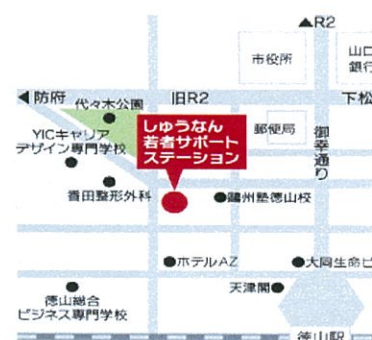 ▲R2
市役所
山口
銀行
◀防府
旧R2
下松
代々木公園
しゅうなん
若者サポート
ステーション
郵便局
御幸通り
YICキャリア
デザイン専門学校
香田整形外科
鷗州塾徳山校
ホテルAZ
大同生命ビ
天津閣
徳山総合
ビジネス専門学校
徳山駅